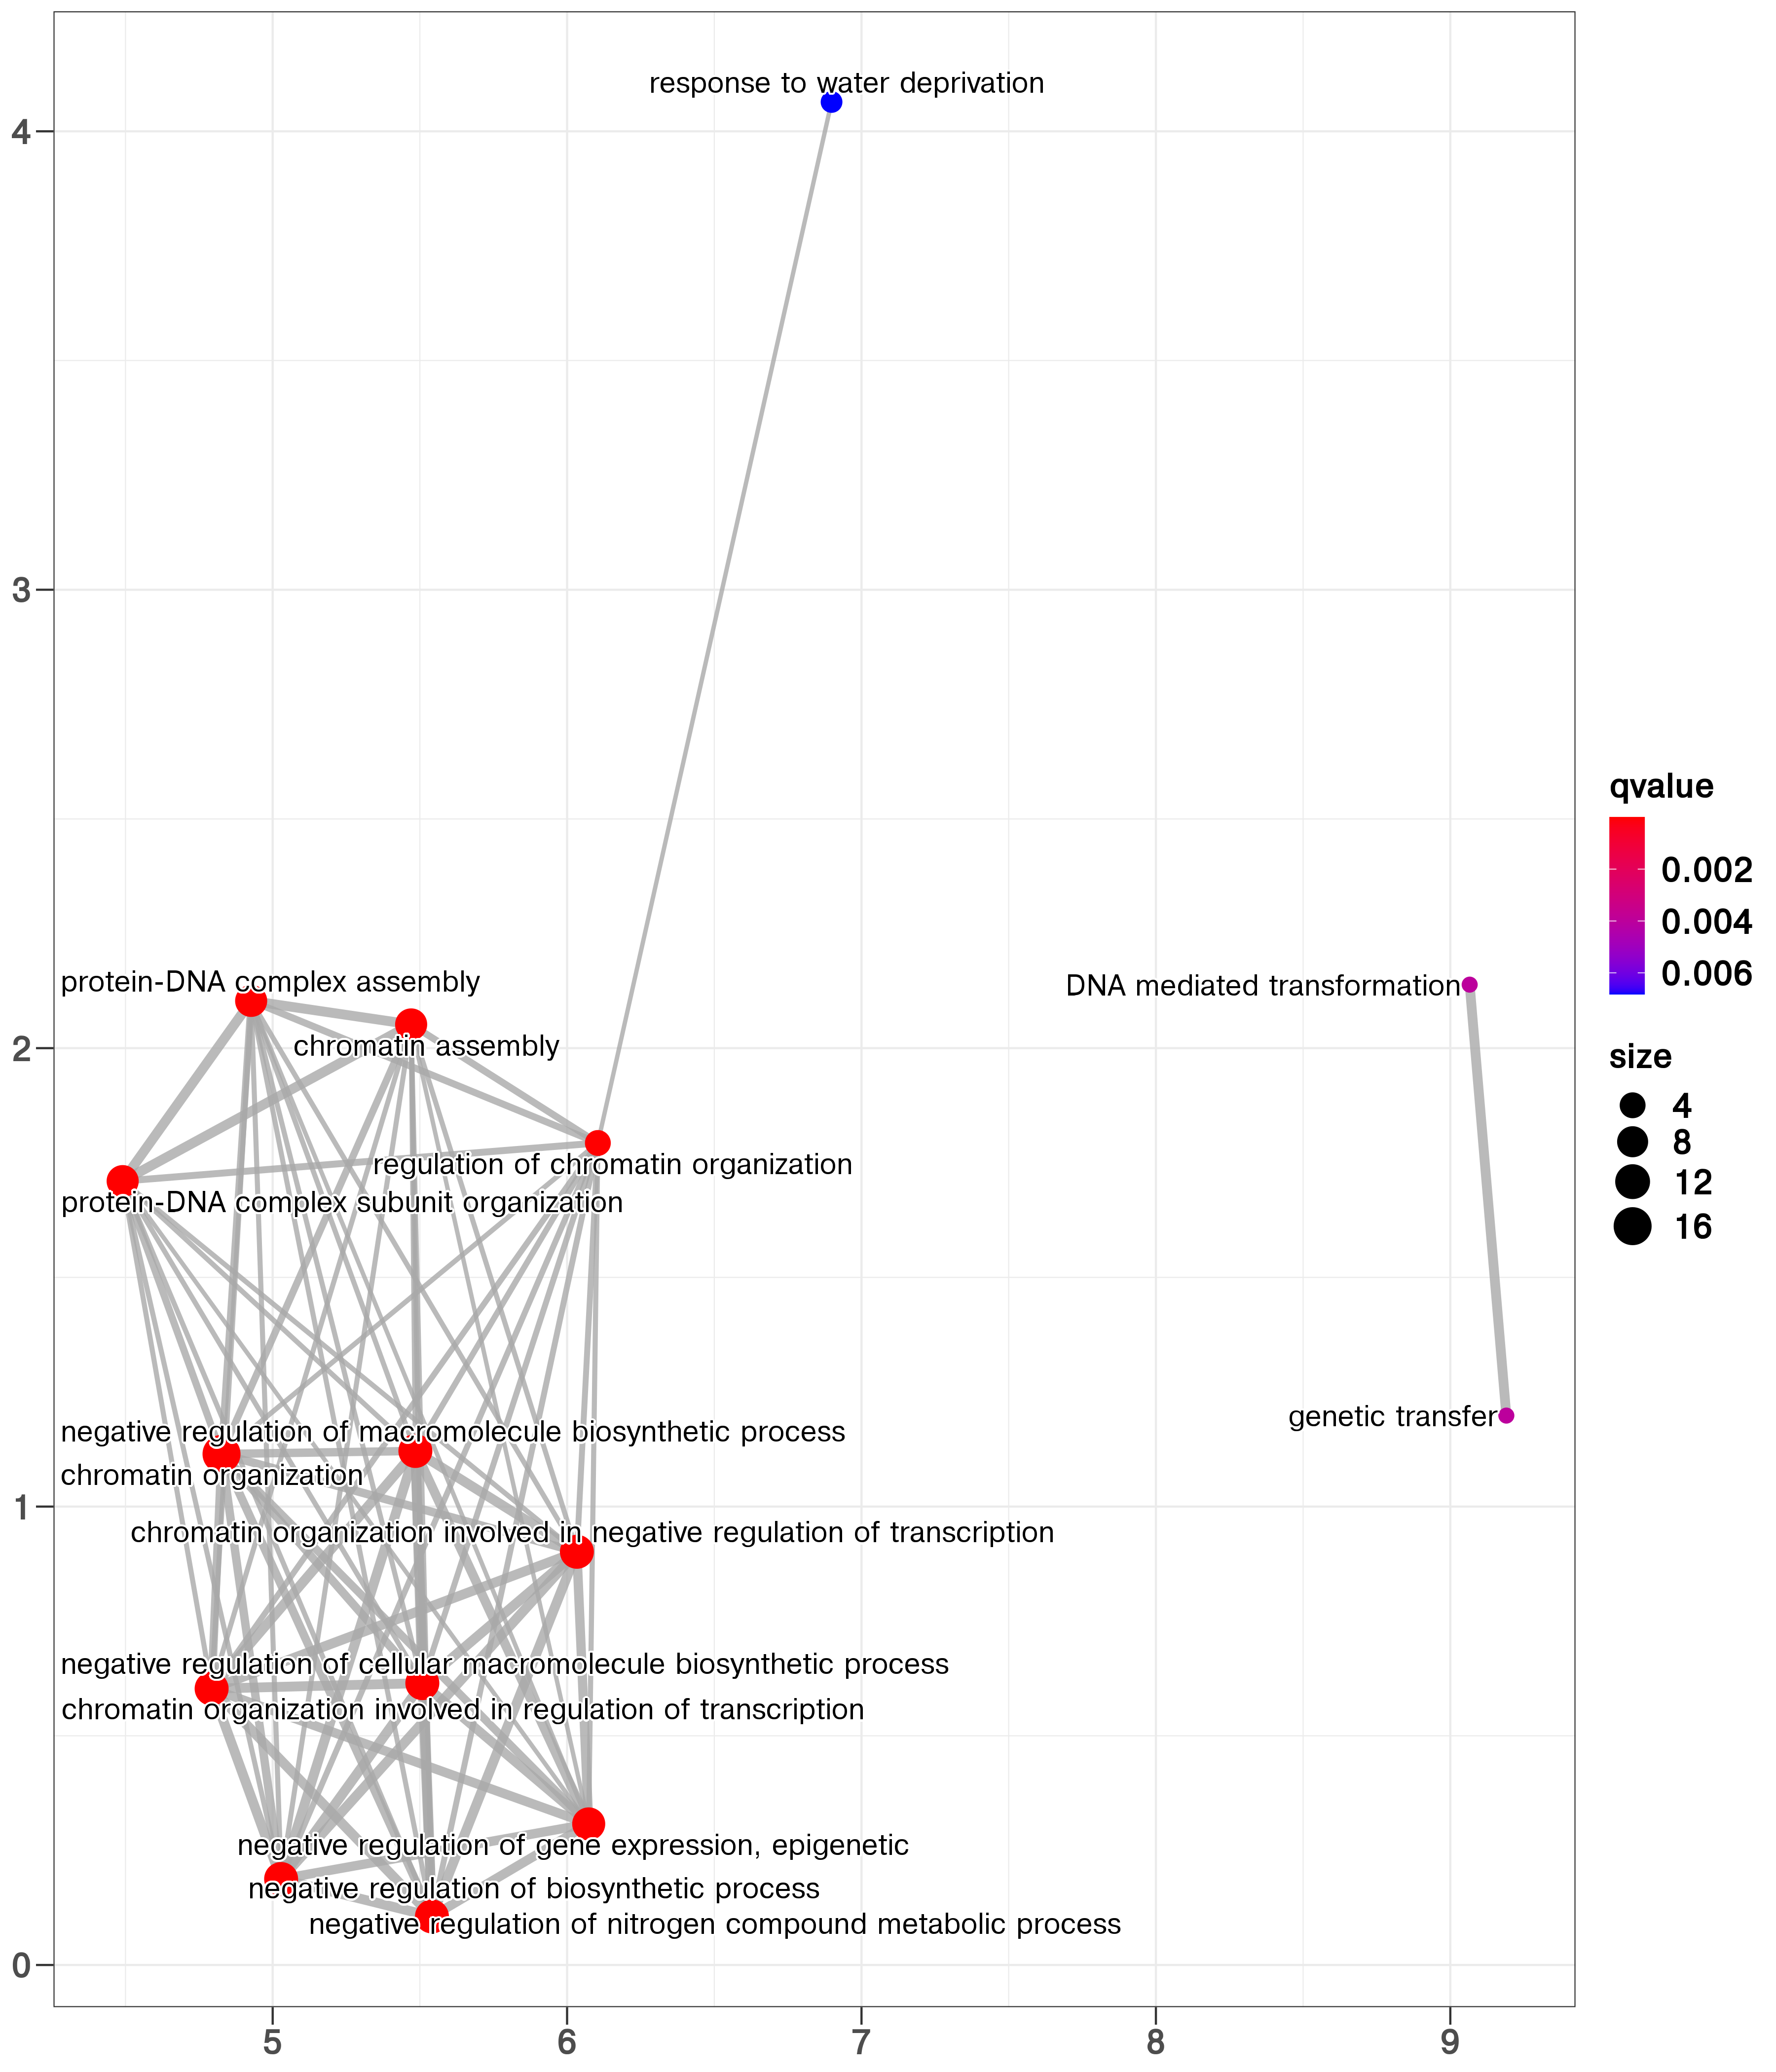 response to water deprivation
4
3
qvalue
0.002
0.004
0.006
protein-DNA complex assembly
DNA mediated transformation
2
chromatin assembly
size
4
8
12
16
regulation of chromatin organization
protein-DNA complex subunit organization
genetic transfer
negative regulation of macromolecule biosynthetic process
chromatin organization
1
chromatin organization involved in negative regulation of transcription
negative regulation of cellular macromolecule biosynthetic process
chromatin organization involved in regulation of transcription
negative regulation of gene expression, epigenetic
negative regulation of biosynthetic process
negative regulation of nitrogen compound metabolic process
0
5 6 7 8 9